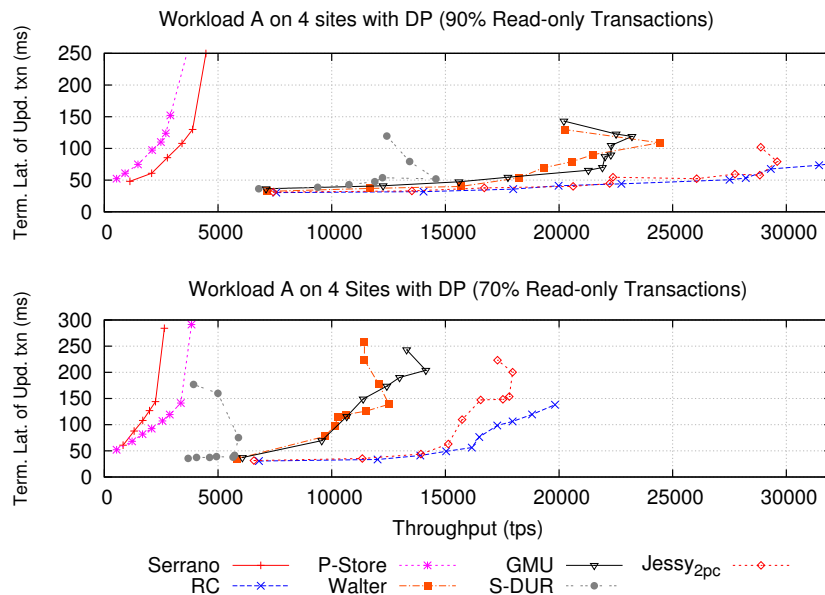 Workload A on 4 sites with DP (90% Read-only Transactions)
Term. Lat. of Upd. txn (ms)
250
200
150
100
50
0
0 5000 10000 15000 20000 25000 30000
Workload A on 4 Sites with DP (70% Read-only Transactions)
Term. Lat. of Upd. txn (ms)
300
250
200
150
100
50
0
0 5000 10000 15000 20000 25000 30000
Throughput (tps)
Serrano P-Store GMU Jessy2pc
RC Walter S-DUR